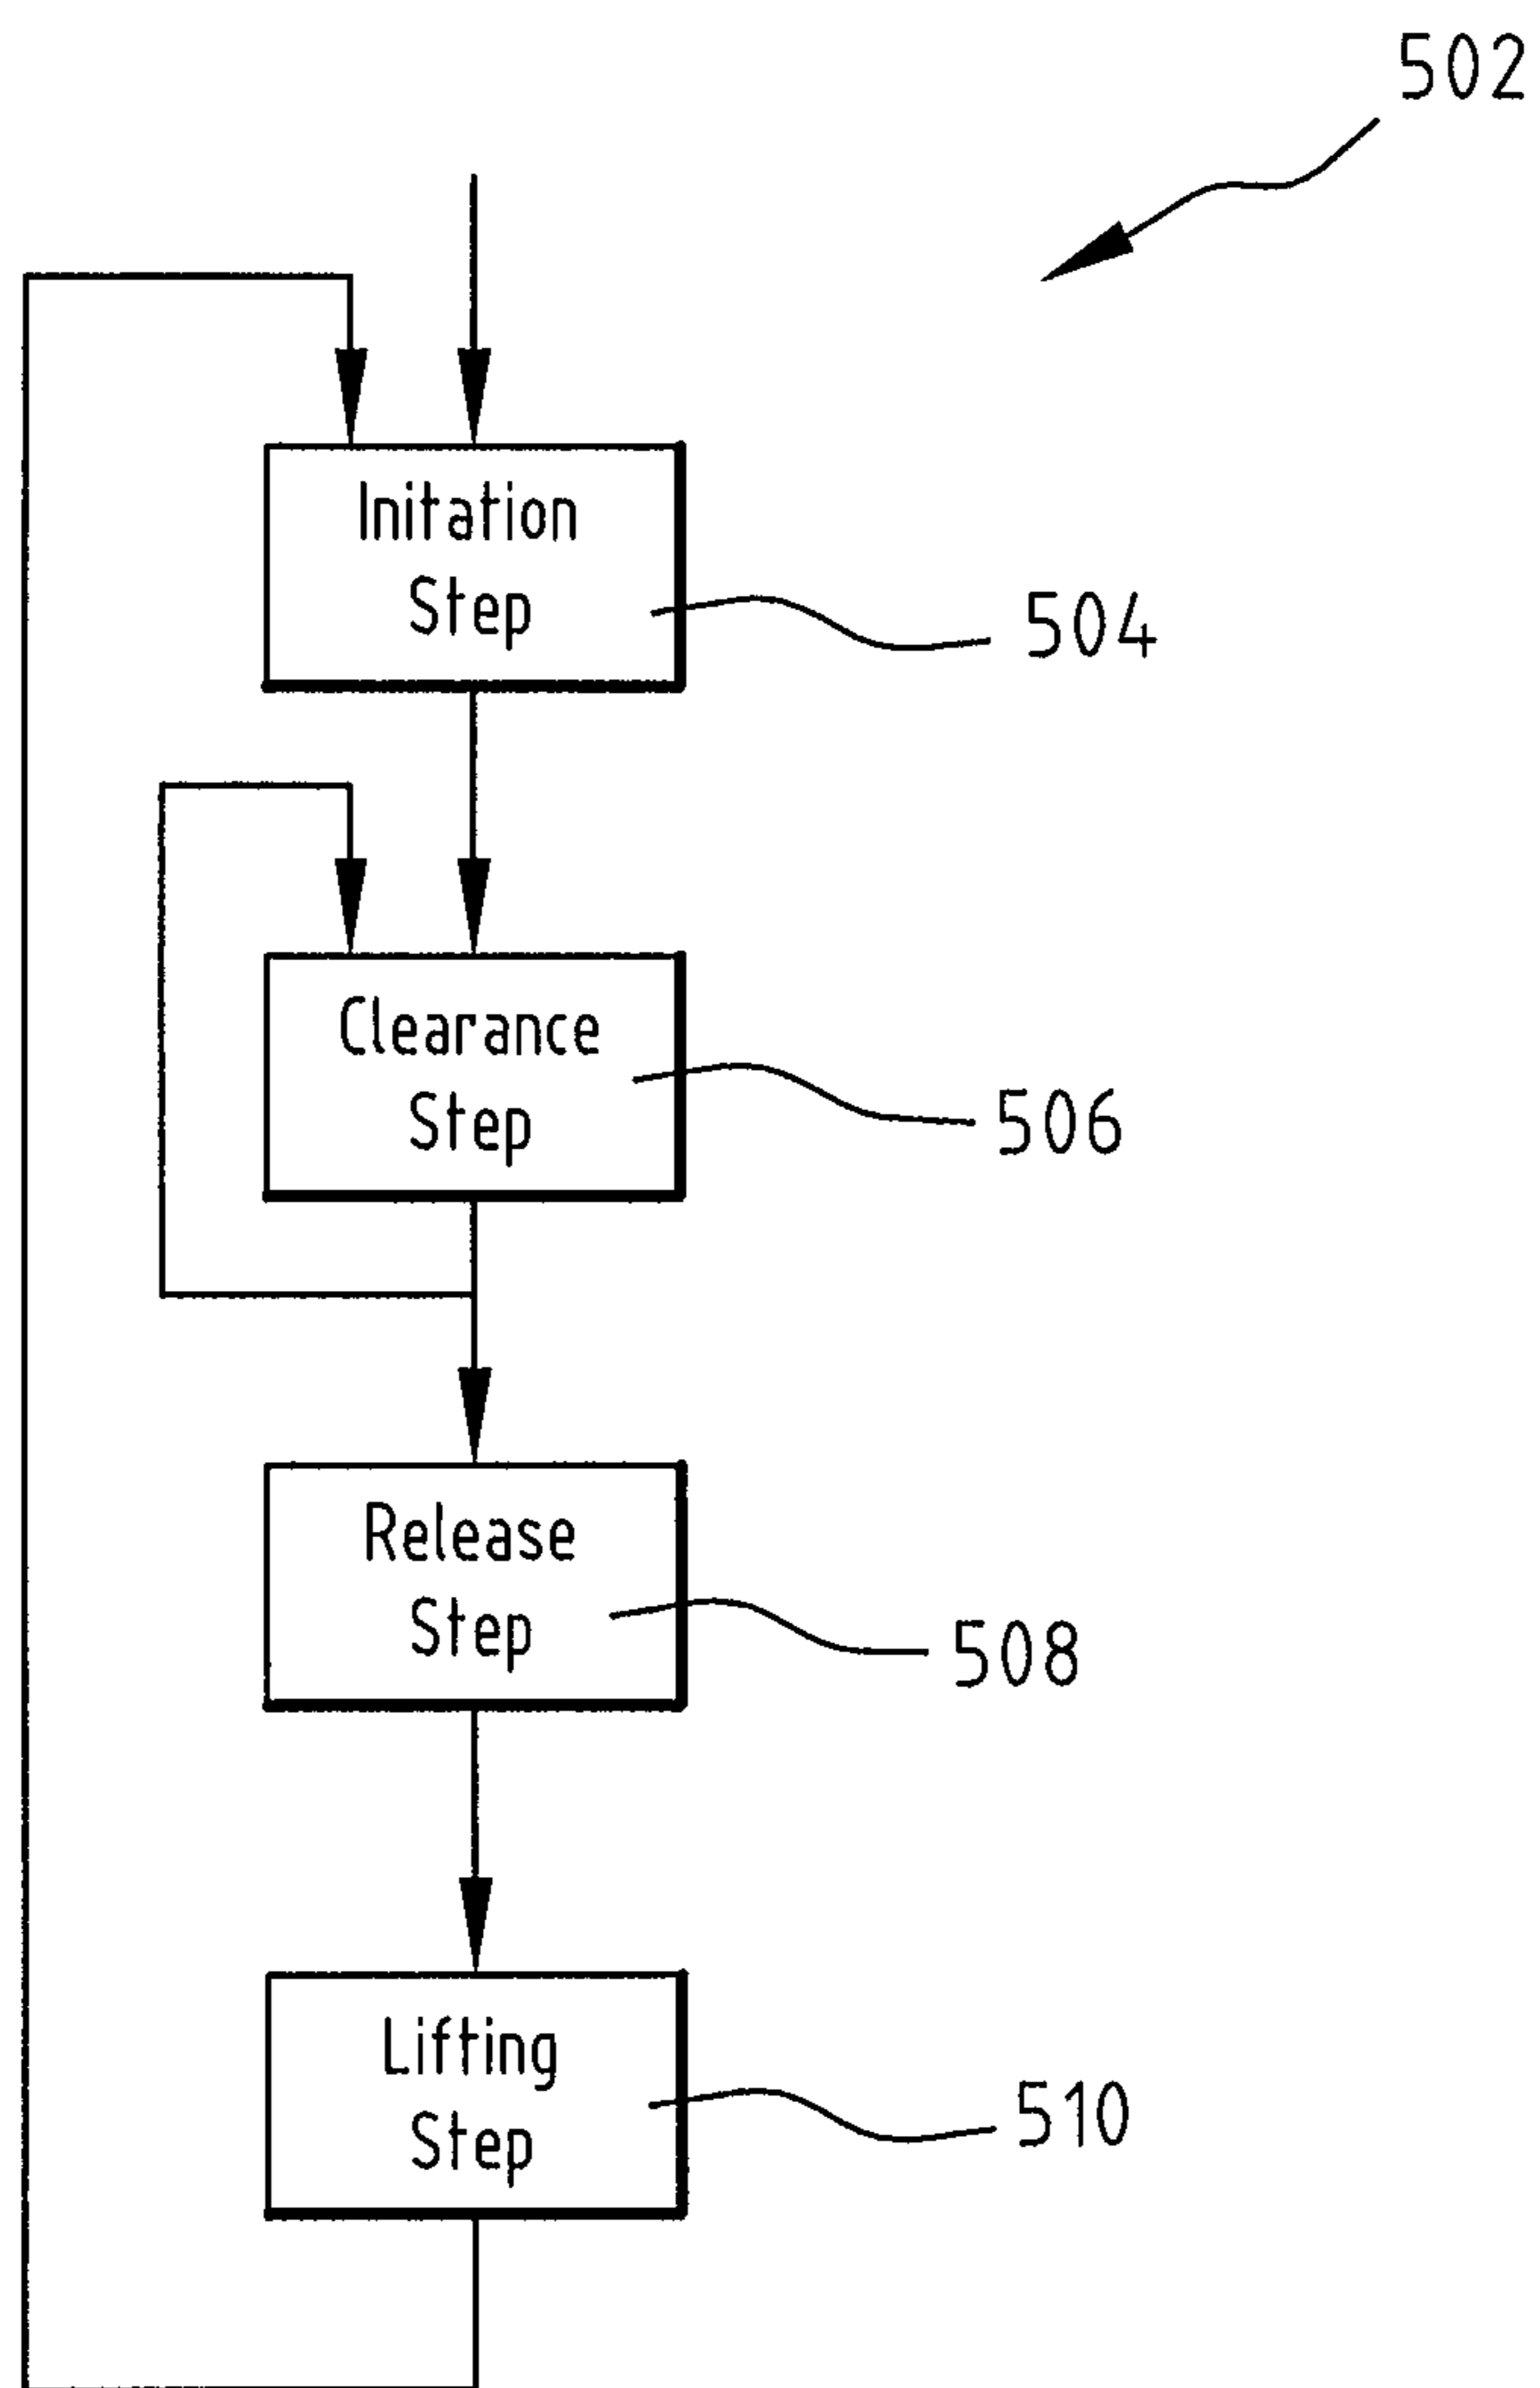 502
Initation
Step
504
Clearance
Step
506
Release
Step
508
Lifting
Step
510